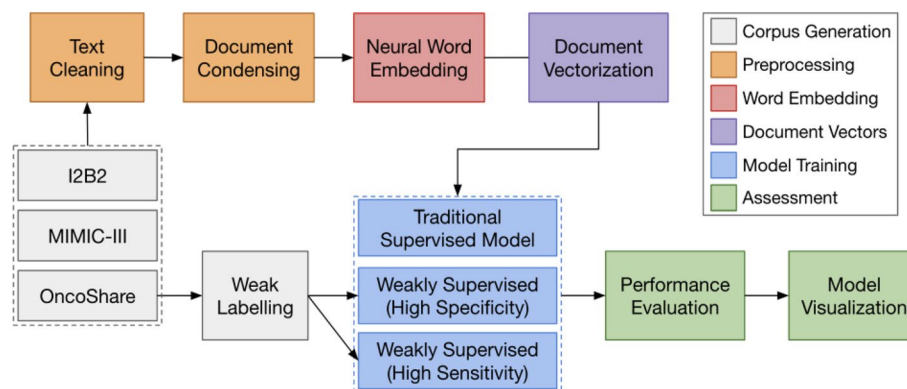 Text
Cleaning
Document
Condensing
Neural Word
Embedding
Document
Vectorization
Corpus Generation
Preprocessing
Word Embedding
Document Vectors
Model Training
Assessment
I2B2
MIMIC-III
OncoShare
Weak
Labelling
Traditional
Supervised Model
Weakly Supervised
(High Specificity)
Weakly Supervised
(High Sensitivity)
Performance
Evaluation
Model
Visualization